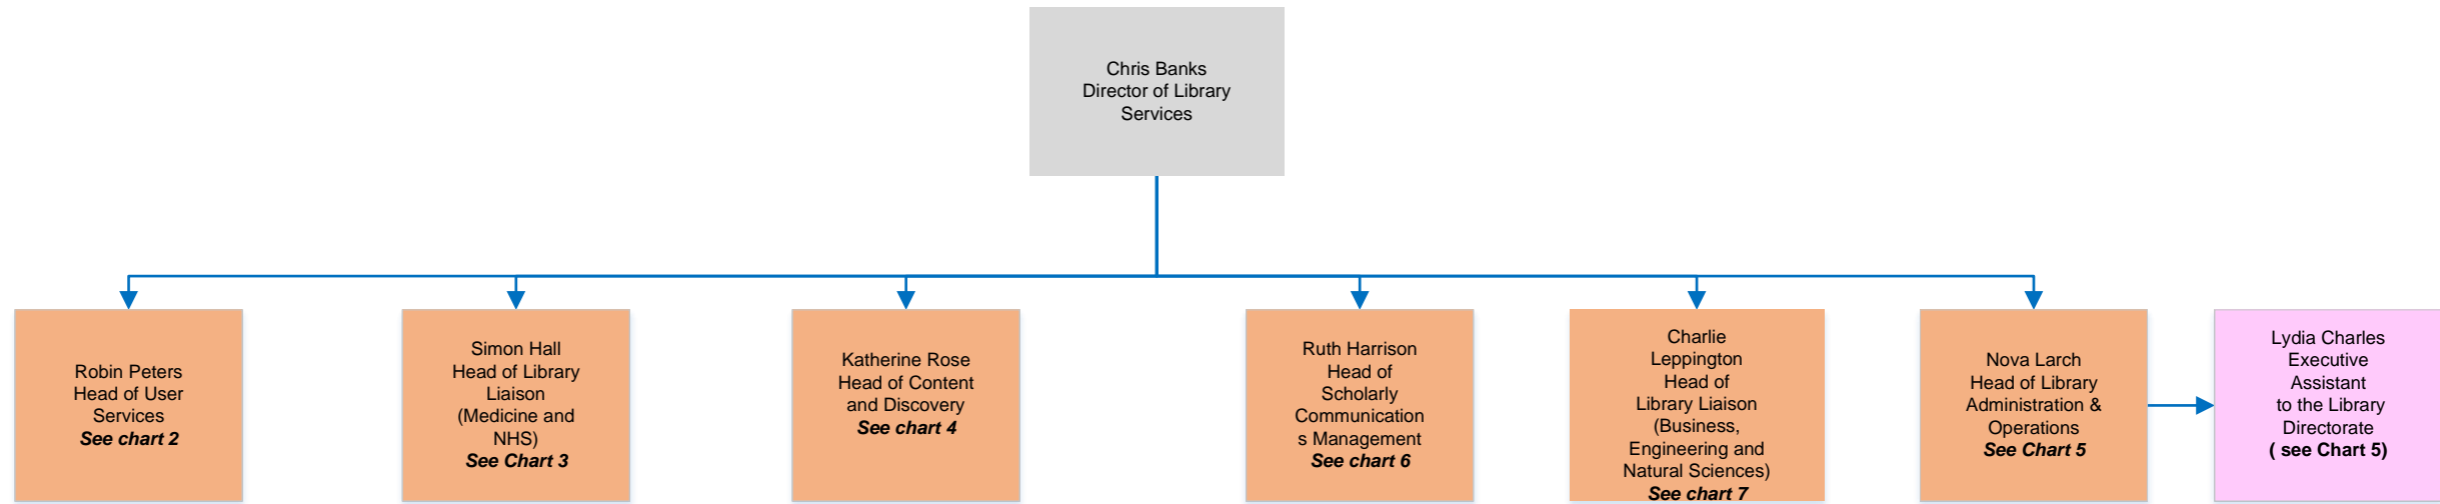 Chris Banks
Director of Library
Services
Robin Peters
Head of User
Services
See chart 2
Simon Hall
Head of Library
Liaison
(Medicine and
NHS)
See Chart 3
Katherine Rose
Head of Content
and Discovery
See chart 4
Ruth Harrison
Head of
Scholarly
Communication
s Management
See chart 6
Charlie
Leppington
Head of
Library Liaison
(Business,
Engineering and
Natural Sciences)
See chart 7
Nova Larch
Head of Library
Administration &
Operations
See Chart 5
Lydia Charles
Executive
Assistant
to the Library
Directorate
( see Chart 5)